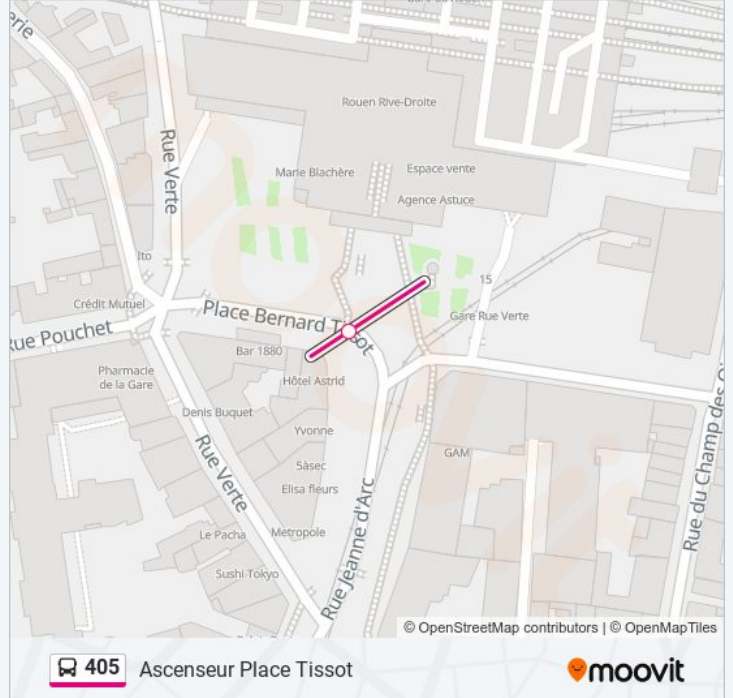 erie
Rouen Rive-Droite
Rue Verte
Marie Blachère
Espace vente
Agence Astuce
Ito
15
Crédit Mutuel
Place Bernard Tissot
Gare Rue Verte
Rue Pouchet
Bar 1880
Pharmacie
de la Gare
Hôtel Astrid
Denis Buquet
Yvonne
Rue Verte
5àsec
GAM
Elisa fleurs
Rue du Champ des Oi
Rue Jeanne d'Arc
Le Pacha
Metropole
Sushi Tokyo
© OpenStreetMap contributors | © OpenMapTiles
405 Ascenseur Place Tissot
moovit